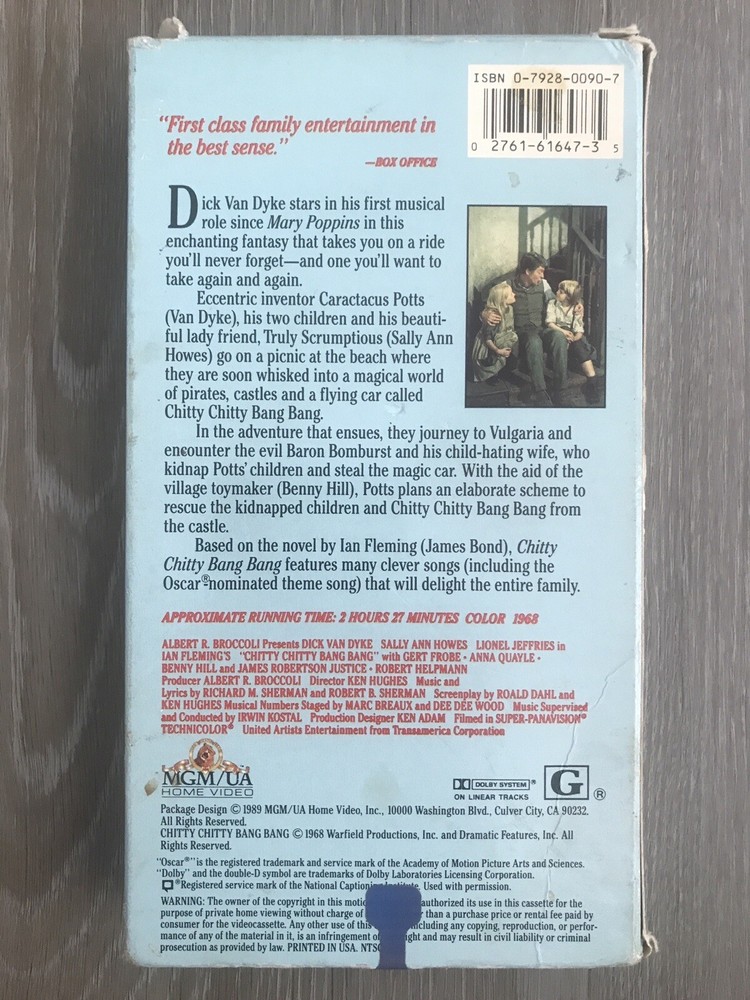 ISBN 0-7928-0090-7
0 2761-61647-3 5
"First class family entertainment in
the best sense."
—BOX OFFICE
Dick Van Dyke stars in his first musical
role since Mary Poppins in this
enchanting fantasy that takes you on a ride
you'll never forget—and one you'll want to
take again and again.
Eccentric inventor Caractacus Potts
(Van Dyke), his two children and his beauti-
ful lady friend, Truly Scrumptious (Sally Ann
Howes) go on a picnic at the beach where
they are soon whisked into a magical world
of pirates, castles and a flying car called
Chitty Chitty Bang Bang.
In the adventure that ensues, they journey to Vulgaria and
encounter the evil Baron Bomburst and his child-hating wife, who
kidnap Potts' children and steal the magic car. With the aid of the
village toymaker (Benny Hill), Potts plans an elaborate scheme to
rescue the kidnapped children and Chitty Chitty Bang Bang from
the castle.
Based on the novel by Ian Fleming (James Bond), Chitty
Chitty Bang Bang features many clever songs (including the
Oscar®-nominated theme song) that will delight the entire family.
APPROXIMATE RUNNING TIME: 2 HOURS 27 MINUTES COLOR 1968
ALBERT R. BROCCOLI Presents DICK VAN DYKE SALLY ANN HOWES LIONEL JEFFRIES in
IAN FLEMING'S "CHITTY CHITTY BANG BANG" with GERT FROBE • ANNA QUAYLE •
BENNY HILL and JAMES ROBERTSON JUSTICE • ROBERT HELPMANN
Producer ALBERT R. BROCCOLI Director KEN HUGHES Music and
Lyrics by RICHARD M. SHERMAN and ROBERT B. SHERMAN Screenplay by ROALD DAHL and
KEN HUGHES Musical Numbers Staged by MARC BREAUX and DEE DEE WOOD Music Supervised
and Conducted by IRWIN KOSTAL Production Designer KEN ADAM Filmed in SUPER-PANAVISION®
TECHNICOLOR® United Artists Entertainment from Transamerica Corporation
MGM/UA
HOME VIDEO
DOLBY SYSTEM®
ON LINEAR TRACKS
G ®
Package Design © 1989 MGM/UA Home Video, Inc., 10000 Washington Blvd., Culver City, CA 90232.
All Rights Reserved.
CHITTY CHITTY BANG BANG © 1968 Warfield Productions, Inc. and Dramatic Features, Inc. All
Rights Reserved.
"Oscar®" is the registered trademark and service mark of the Academy of Motion Picture Arts and Sciences.
"Dolby" and the double-D symbol are trademarks of Dolby Laboratories Licensing Corporation.
®Registered service mark of the National Captioning Institute. Used with permission.
WARNING: The owner of the copyright in this motio authorized its use in this cassette for the
purpose of private home viewing without charge of r than a purchase price or rental fee paid by
consumer for the videocassette. Any other use of this including any copying, reproduction, or perfor-
mance of any of the material in it, is an infringement o ght and may result in civil liability or criminal
prosecution as provided by law. PRINTED IN USA. NTSC